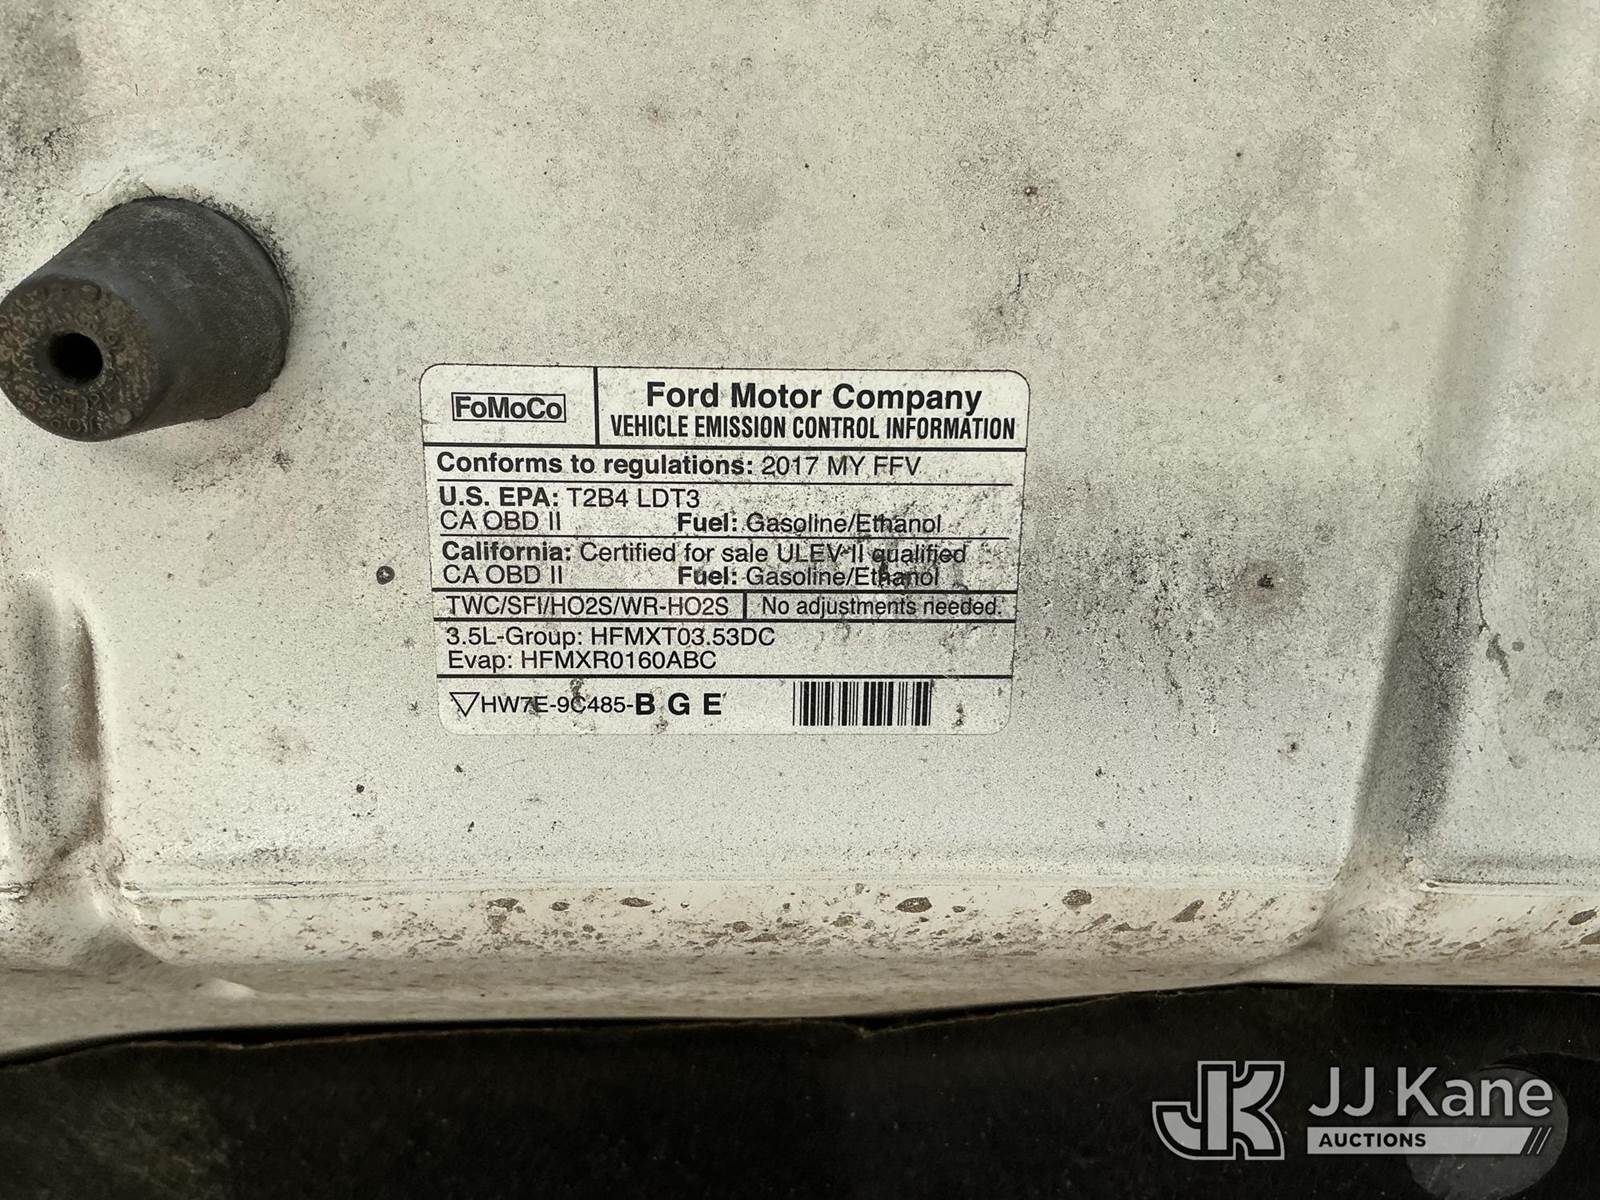 FoMoCo
Ford Motor Company
VEHICLE EMISSION CONTROL INFORMATION
Conforms to regulations: 2017 MY FFV
U.S. EPA: T2B4 LDT3
CA OBD II Fuel: Gasoline/Ethanol
California: Certified for sale ULEV-II qualified
CA OBD II Fuel: Gasoline/Ethanol
TWC/SFI/HO2S/WR-HO2S No adjustments needed.
3.5L-Group: HFMXT03.53DC
Evap: HFMXR0160ABC
HW7E-9C485-B G E
JK JJ Kane
AUCTIONS